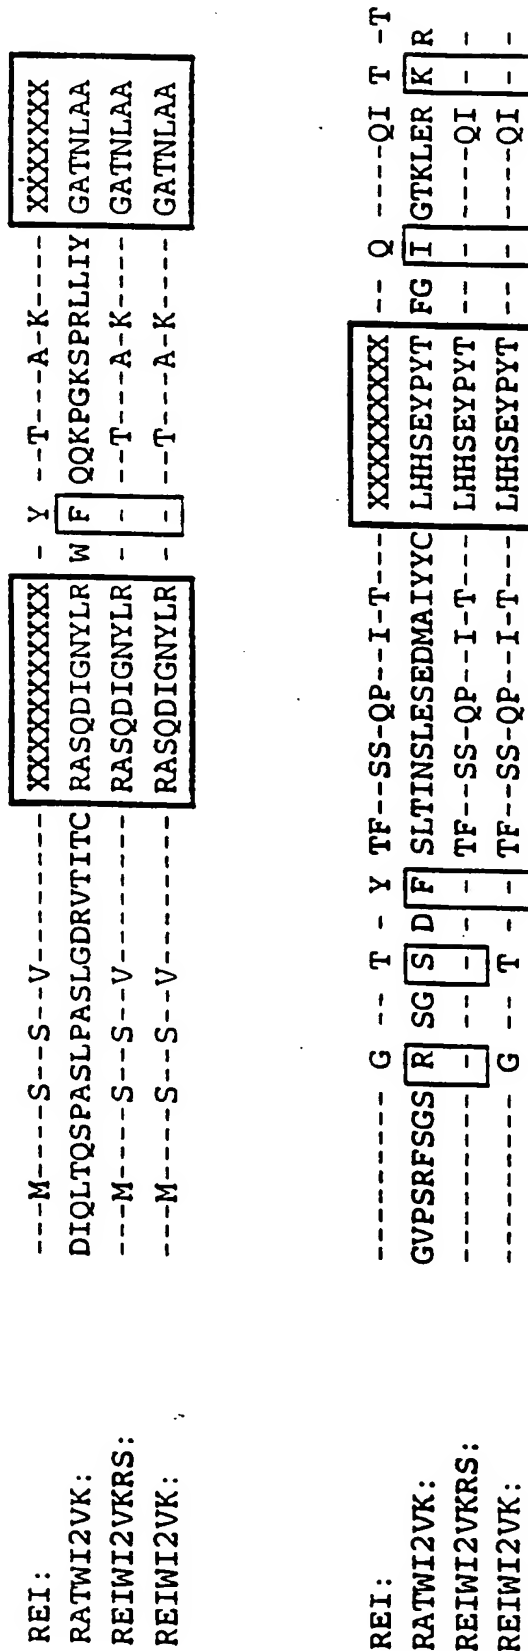 REI: ---M----S--S--V-------- XXXXXXXXXXX - Y --T---A-K---- XXXXXXX
RATWI2VK: DIQLTQSPASLPASLGDRVTITC RASQDIGNYLR W F QQKPGKSPRLLIY GATNLAA
REIWI2VKRS: ---M----S--S--V-------- RASQDIGNYLR - - --T---A-K---- GATNLAA
REIWI2VK: ---M----S--S--V-------- RASQDIGNYLR - - --T---A-K---- GATNLAA
REI: ---------- G -- T - Y TF--SS-QP--I-T--- XXXXXXXXX -- Q ----QI T -T
RATWI2VK: GVPSRFSGS R SG S D F SLTINSLESEDMAIYYC LHHSEYPYT FG I GTKLER K R
REIWI2VKRS: ---------- - -- - - - TF--SS-QP--I-T--- LHHSEYPYT -- - ----QI - -
REIWI2VK: ---------- G -- T - - TF--SS-QP--I-T--- LHHSEYPYT -- - ----QI - -